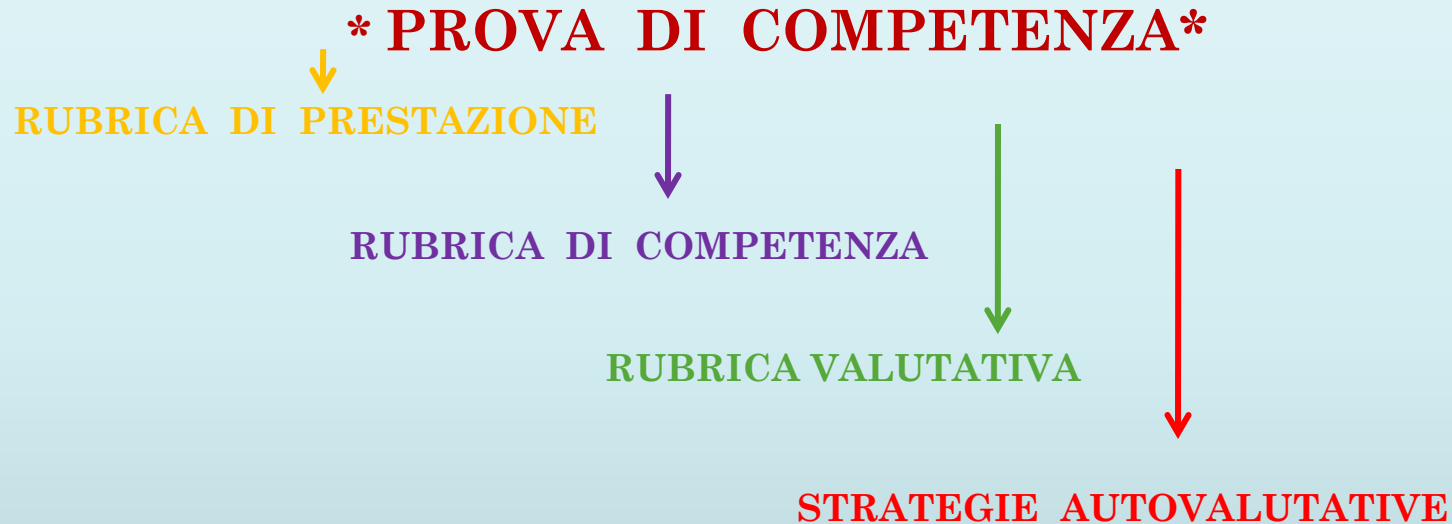 * PROVA DI COMPETENZA*
RUBRICA DI PRESTAZIONE
RUBRICA DI COMPETENZA
RUBRICA VALUTATIVA
STRATEGIE AUTOVALUTATIVE